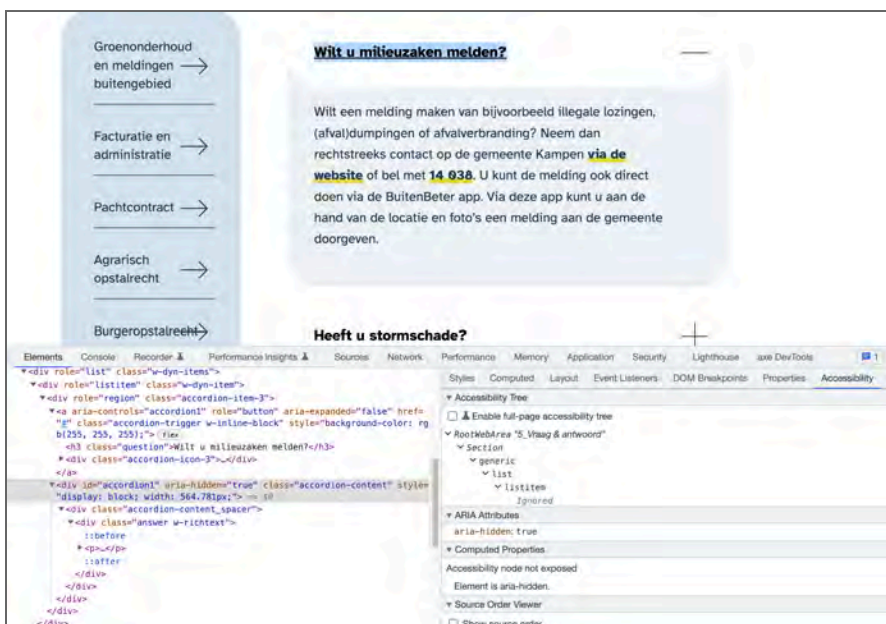 Groenonderhoud
en meldingen
buitengebied
Facturatie en
administratie
Pachtcontract
Agrarisch
opstalrecht
Burgeropstalrecht
Wilt u milieuzaken melden?
Wilt een melding maken van bijvoorbeeld illegale lozingen,
(afval)dumpingen of afvalverbranding? Neem dan
rechtstreeks contact op de gemeente Kampen via de
website of bel met 14 038. U kunt de melding ook direct
doen via de BuitenBeter app. Via deze app kunt u aan de
hand van de locatie en foto's een melding aan de gemeente
doorgeven.
Heeft u stormschade?
Elements Console Recorder Performance Insights Sources Network Performance Memory Application Security Lighthouse axe DevTools 1
<div role="list" class="w-dyn-items">
<div role="listitem" class="w-dyn-item">
<div role="region" class="accordion-item-3">
<a aria-controls="accordion1" role="button" aria-expanded="false" href=
"#" class="accordion-trigger w-inline-block" style="background-color: rg
b(255, 255, 255);"> flex
<h3 class="question">Wilt u milieuzaken melden?</h3>
<div class="accordion-icon-3">…</div>
</a>
<div id="accordion1" aria-hidden="true" class="accordion-content" style=
"display: block; width: 564.781px;"> == $0
<div class="accordion-content_spacer">
<div class="answer w-richtext">
::before
<p>…</p>
::after
</div>
</div>
</div>
</div>
</div>
Styles Computed Layout Event Listeners DOM Breakpoints Properties Accessibility
Accessibility Tree
Enable full-page accessibility tree
RootWebArea "5_Vraag & antwoord"
Section
generic
list
listitem
Ignored
ARIA Attributes
aria-hidden: true
Computed Properties
Accessibility node not exposed
Element is aria-hidden.
Source Order Viewer
Show source order